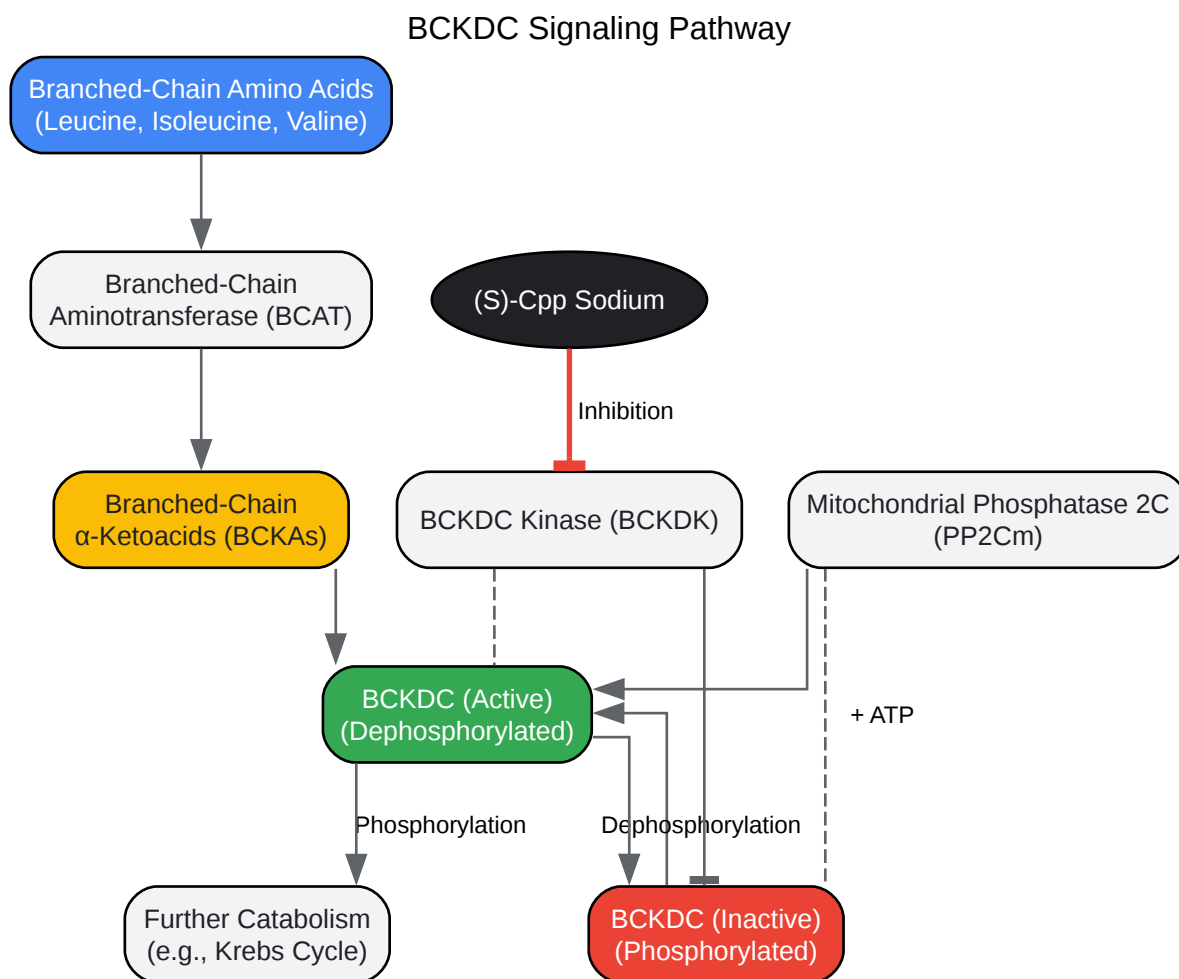 BCKDC Signaling Pathway
Branched-Chain Amino Acids
(Leucine, Isoleucine, Valine)
Branched-Chain
Aminotransferase (BCAT)
(S)-Cpp Sodium
Inhibition
Branched-Chain
α-Ketoacids (BCKAs)
BCKDC Kinase (BCKDK)
Mitochondrial Phosphatase 2C
(PP2Cm)
BCKDC (Active)
(Dephosphorylated)
+ ATP
Phosphorylation
Dephosphorylation
Further Catabolism
(e.g., Krebs Cycle)
BCKDC (Inactive)
(Phosphorylated)